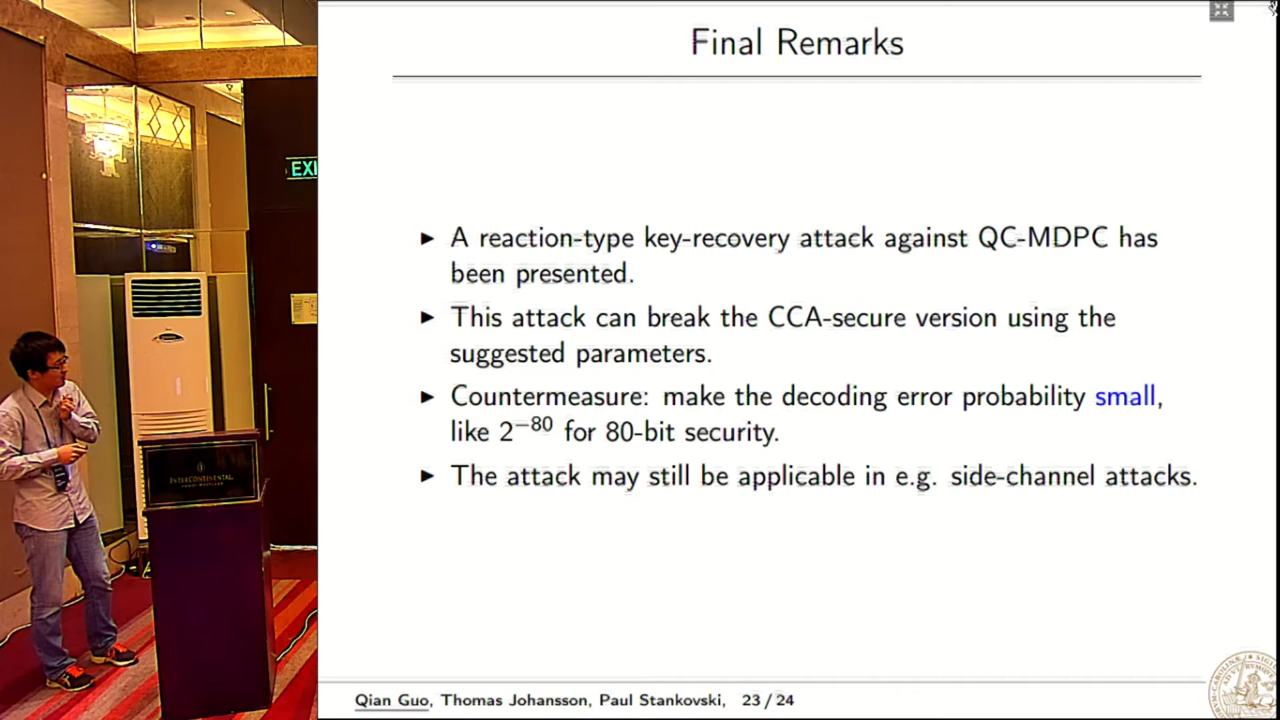 Final Remarks
EXI
▶ A reaction-type key-recovery attack against QC-MDPC has
been presented.
▶ This attack can break the CCA-secure version using the
suggested parameters.
▶ Countermeasure: make the decoding error probability small,
like 2⁻⁸⁰ for 80-bit security.
▶ The attack may still be applicable in e.g. side-channel attacks.
INTERCONTINENTAL
Qian Guo, Thomas Johansson, Paul Stankovski, 23 / 24